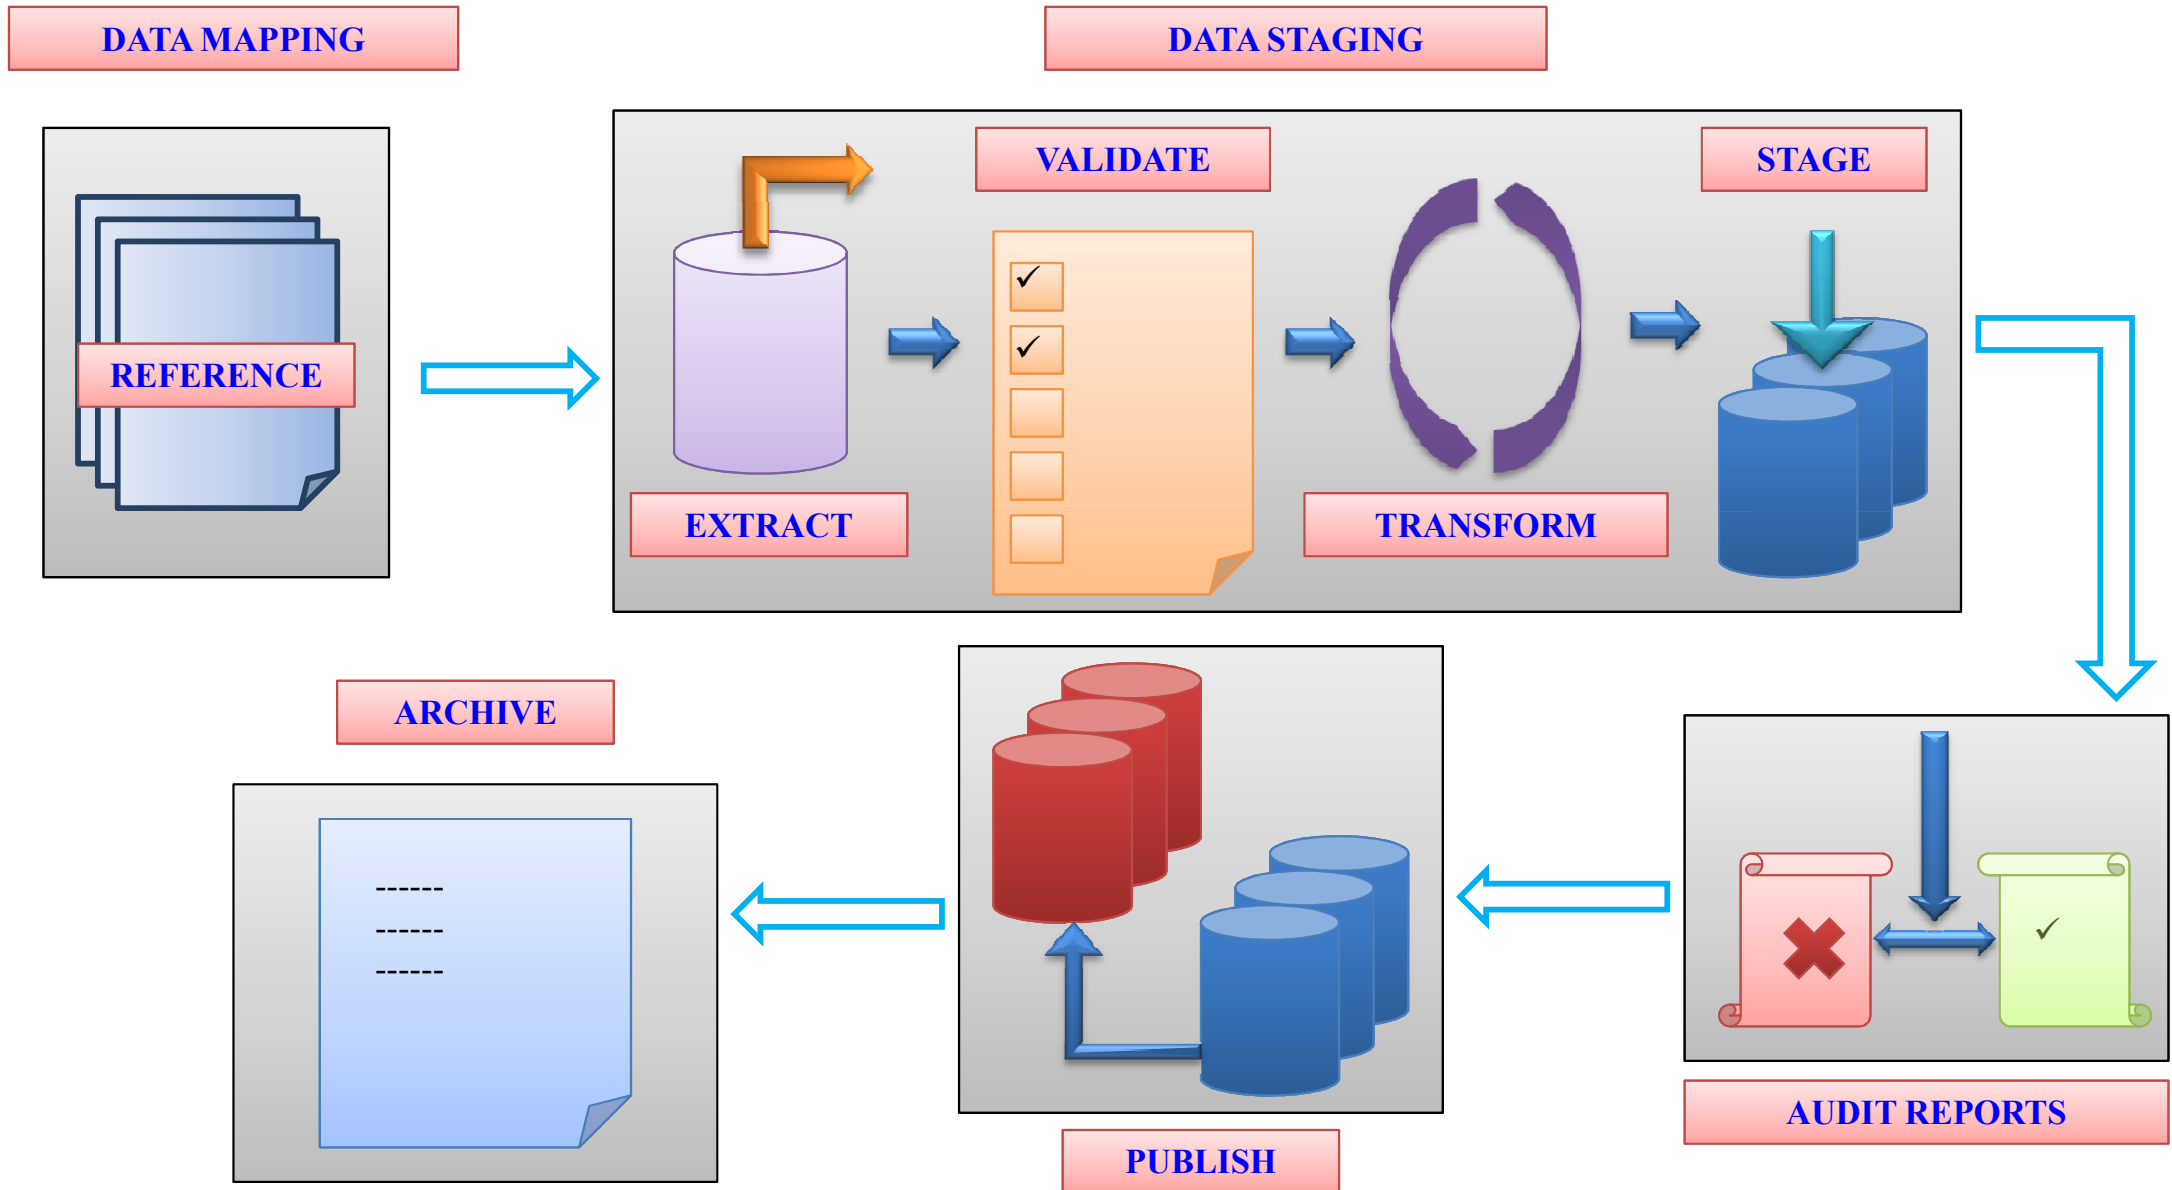 DATA MAPPING
DATA STAGING
VALIDATE
STAGE
REFERENCE
EXTRACT
TRANSFORM
ARCHIVE
------
------
------
AUDIT REPORTS
PUBLISH